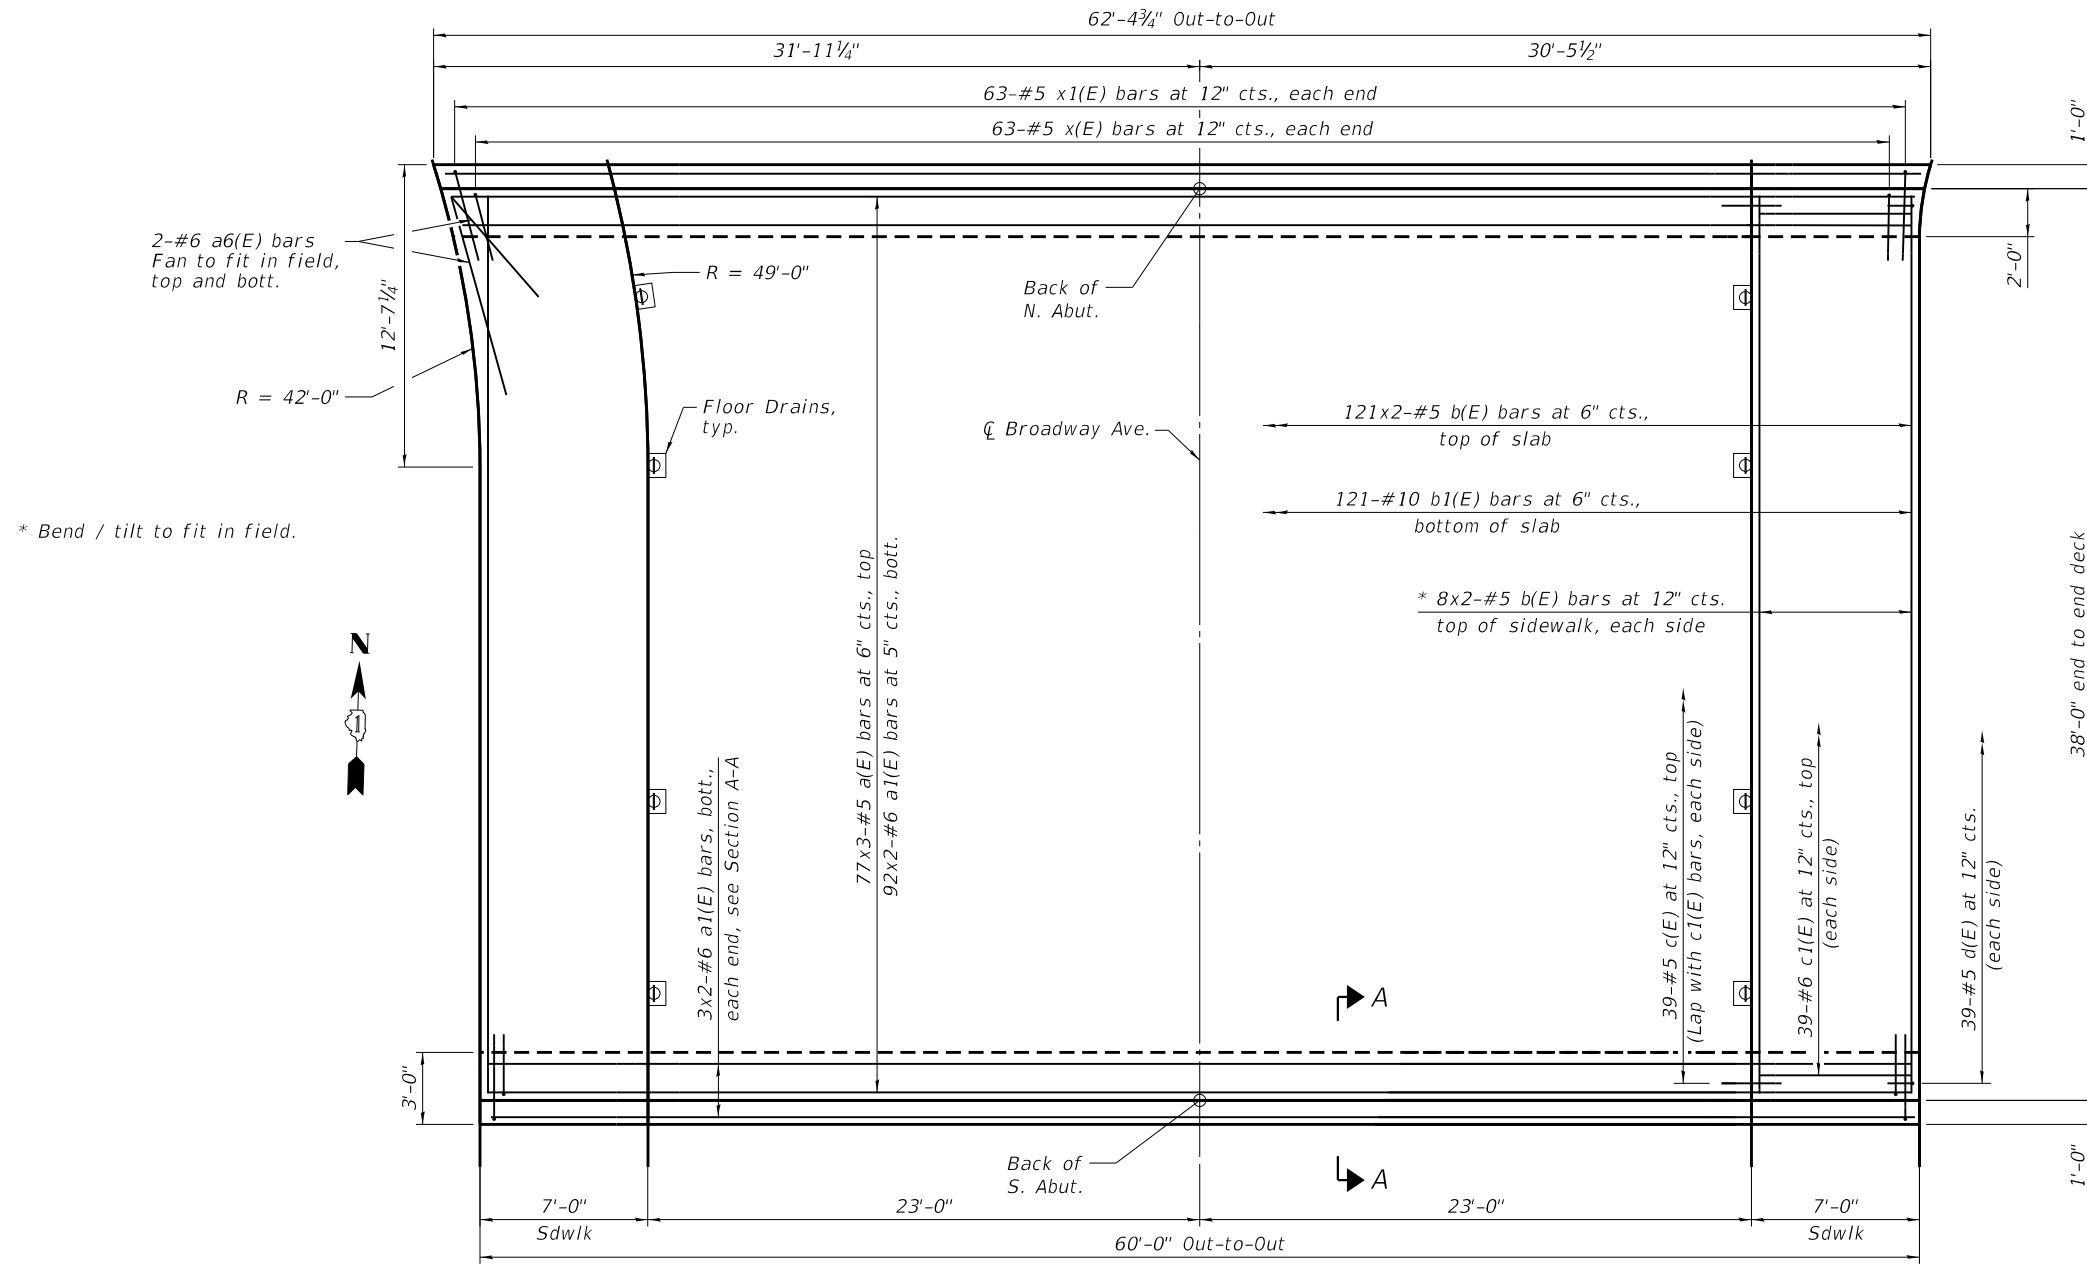 62'-4¾" Out-to-Out
31'-11¼"
30'-5½"
63-#5 x1(E) bars at 12" cts., each end
63-#5 x(E) bars at 12" cts., each end
1'-0"
2-#6 a6(E) bars
Fan to fit in field,
top and bott.
12'-7¼"
R = 49'-0"
Back of
N. Abut.
2'-0"
R = 42'-0"
Floor Drains,
typ.
℄ Broadway Ave.
121x2-#5 b(E) bars at 6" cts.,
top of slab
121-#10 b1(E) bars at 6" cts.,
bottom of slab
* Bend / tilt to fit in field.
* 8x2-#5 b(E) bars at 12" cts.
top of sidewalk, each side
38'-0" end to end deck
N
1
77x3-#5 a(E) bars at 6" cts., top
92x2-#6 a1(E) bars at 5" cts., bott.
3x2-#6 a1(E) bars, bott.,
each end, see Section A-A
39-#5 c(E) at 12" cts., top
(Lap with c1(E) bars, each side)
39-#6 c1(E) at 12" cts., top
(each side)
39-#5 d(E) at 12" cts.
(each side)
A
3'-0"
Back of
S. Abut.
A
1'-0"
7'-0"
Sdwlk
23'-0"
23'-0"
7'-0"
Sdwlk
60'-0" Out-to-Out